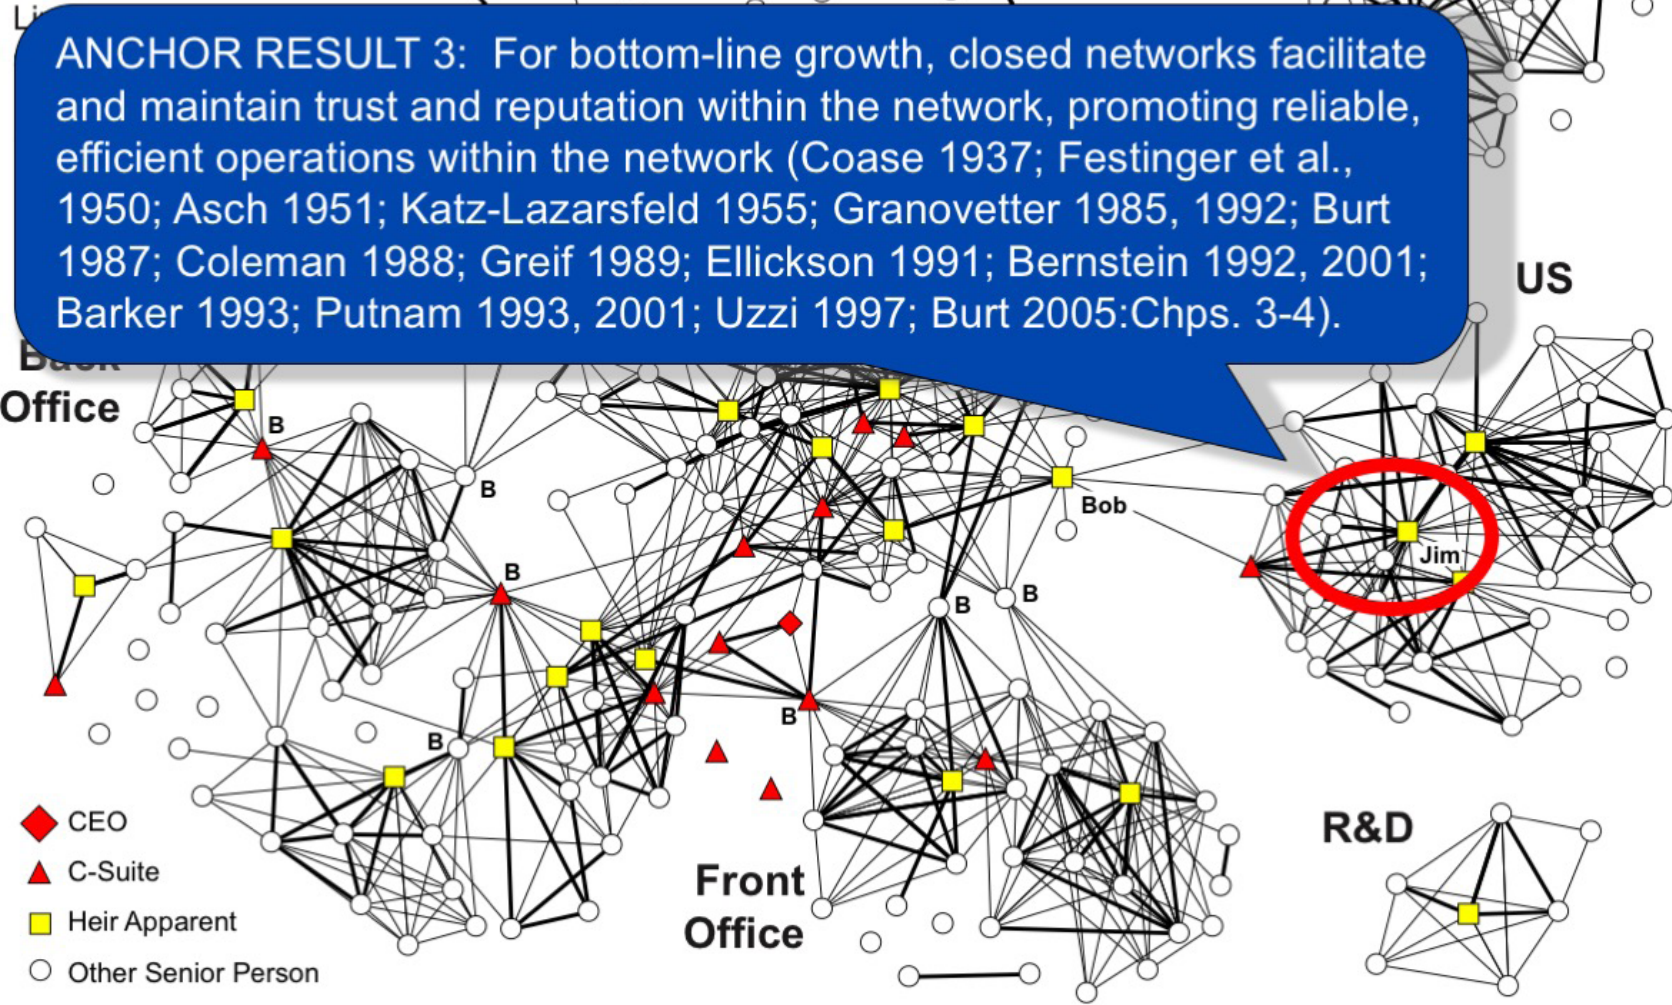 Li
ANCHOR RESULT 3: For bottom-line growth, closed networks facilitate
and maintain trust and reputation within the network, promoting reliable,
efficient operations within the network (Coase 1937; Festinger et al.,
1950; Asch 1951; Katz-Lazarsfeld 1955; Granovetter 1985, 1992; Burt
1987; Coleman 1988; Greif 1989; Ellickson 1991; Bernstein 1992, 2001;
Barker 1993; Putnam 1993, 2001; Uzzi 1997; Burt 2005:Chps. 3-4).
US
Back
Office
B
B
Bob
Jim
B
B
B
B
B
CEO
C-Suite
Heir Apparent
Other Senior Person
Front
Office
R&D